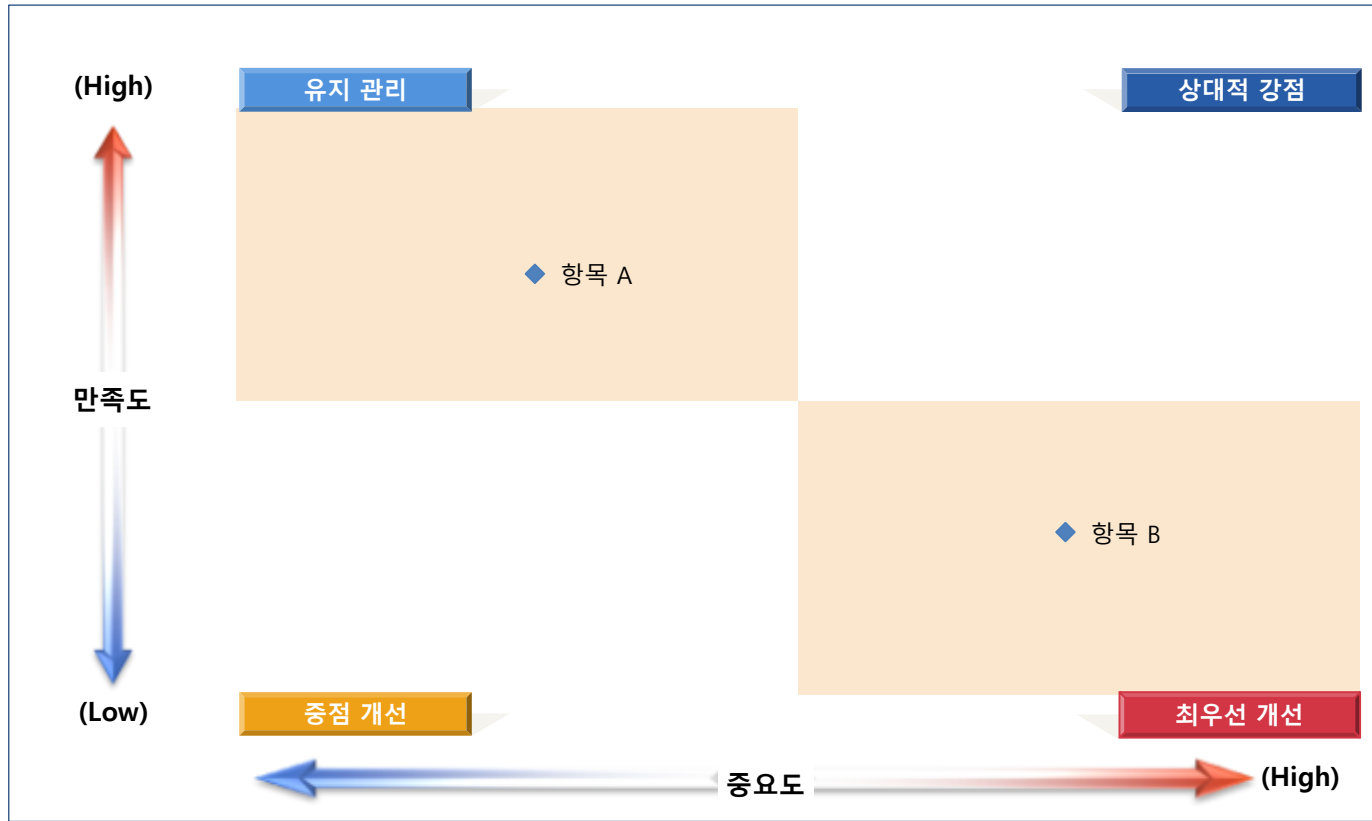 (High)
유지 관리
상대적 강점
항목 A
만족도
항목 B
(Low)
중점 개선
최우선 개선
중요도
(High)